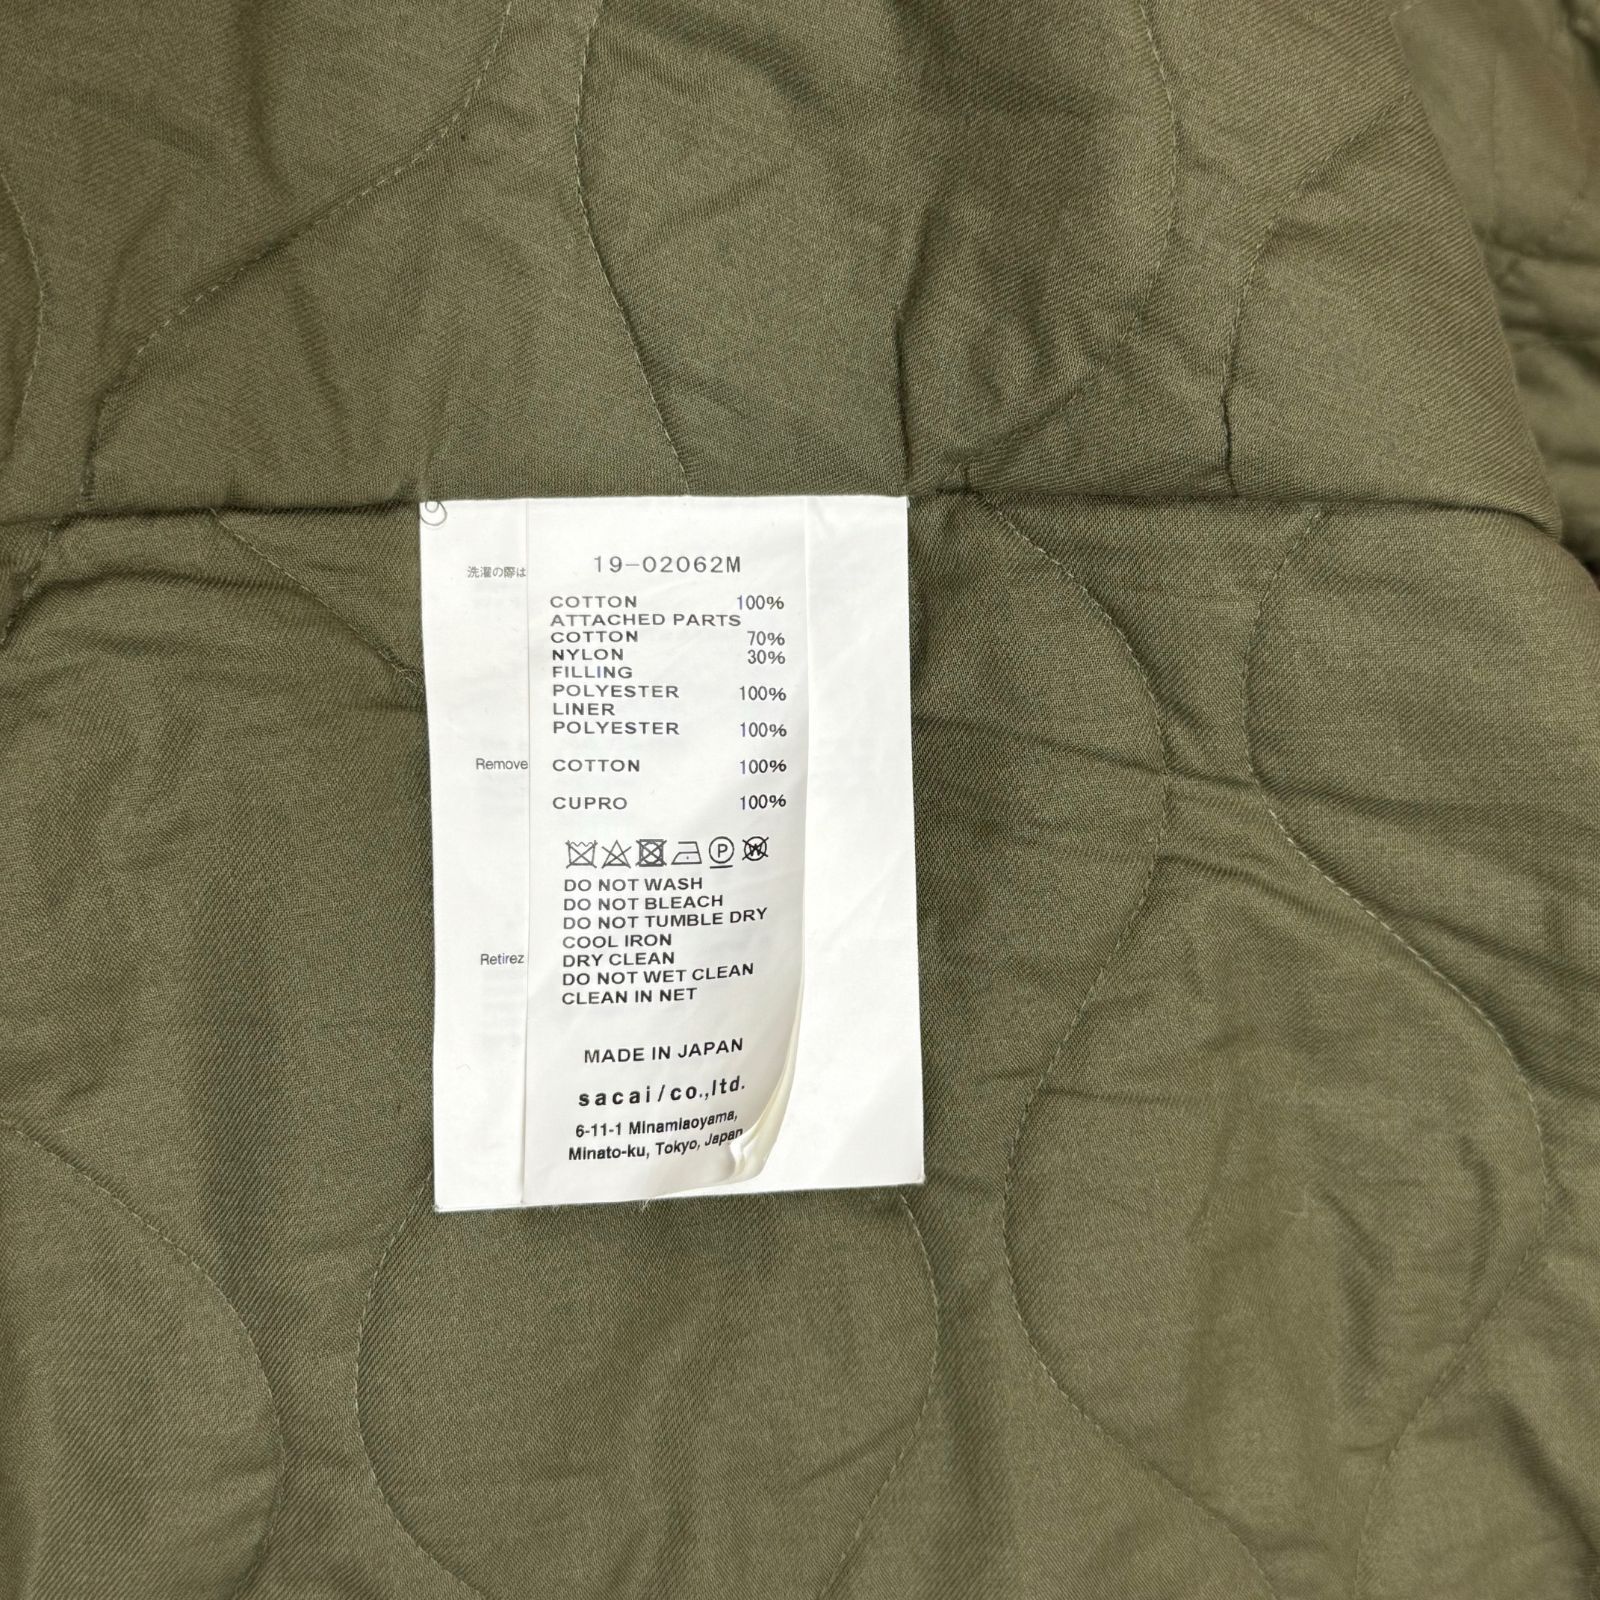 19-02062M
COTTON 100%
ATTACHED PARTS
COTTON 70%
NYLON 30%
FILLING
POLYESTER 100%
LINER
POLYESTER 100%
COTTON 100%
CUPRO 100%
P W
DO NOT WASH
DO NOT BLEACH
DO NOT TUMBLE DRY
COOL IRON
DRY CLEAN
DO NOT WET CLEAN
CLEAN IN NET
MADE IN JAPAN
sacai/co.,ltd.
6-11-1 Minamiaoyama,
Minato-ku, Tokyo, Japan
洗濯の際は
Remove
Retirez